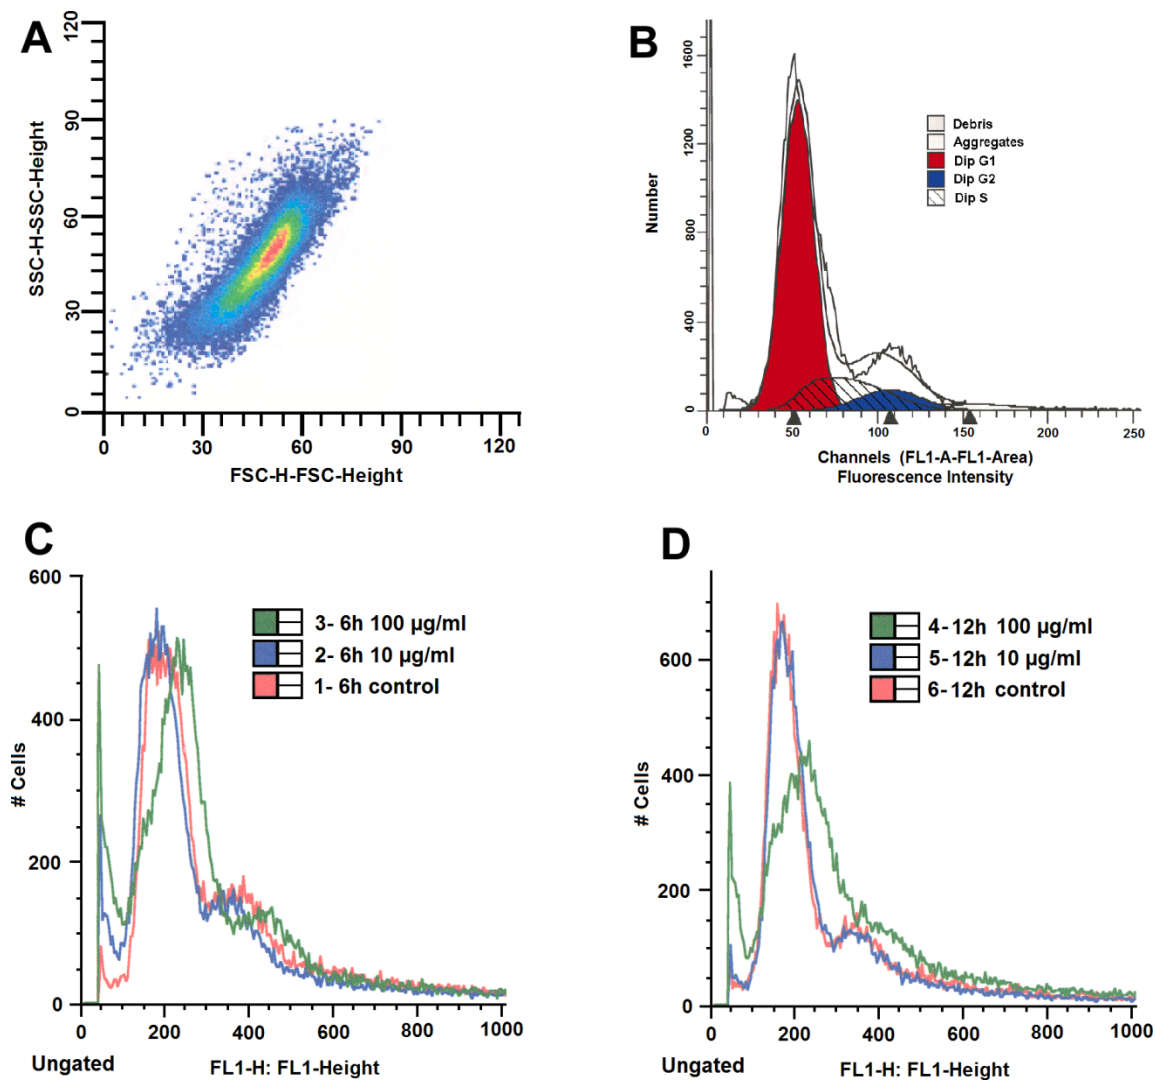 A
120
90
60
30
0
SSC-H-SSC-Height
0 30 60 90 120
FSC-H-FSC-Height
B
1600
1200
800
400
0
Number
Debris
Aggregates
Dip G1
Dip G2
Dip S
0 50 100 150 200 250
Channels (FL1-A-FL1-Area)
Fluorescence Intensity
C
600
400
200
0
# Cells
3- 6h 100 µg/ml
2- 6h 10 µg/ml
1- 6h control
0 200 400 600 800 1000
Ungated FL1-H: FL1-Height
D
600
400
200
0
# Cells
4-12h 100 µg/ml
5-12h 10 µg/ml
6-12h control
0 200 400 600 800 1000
Ungated FL1-H: FL1-Height